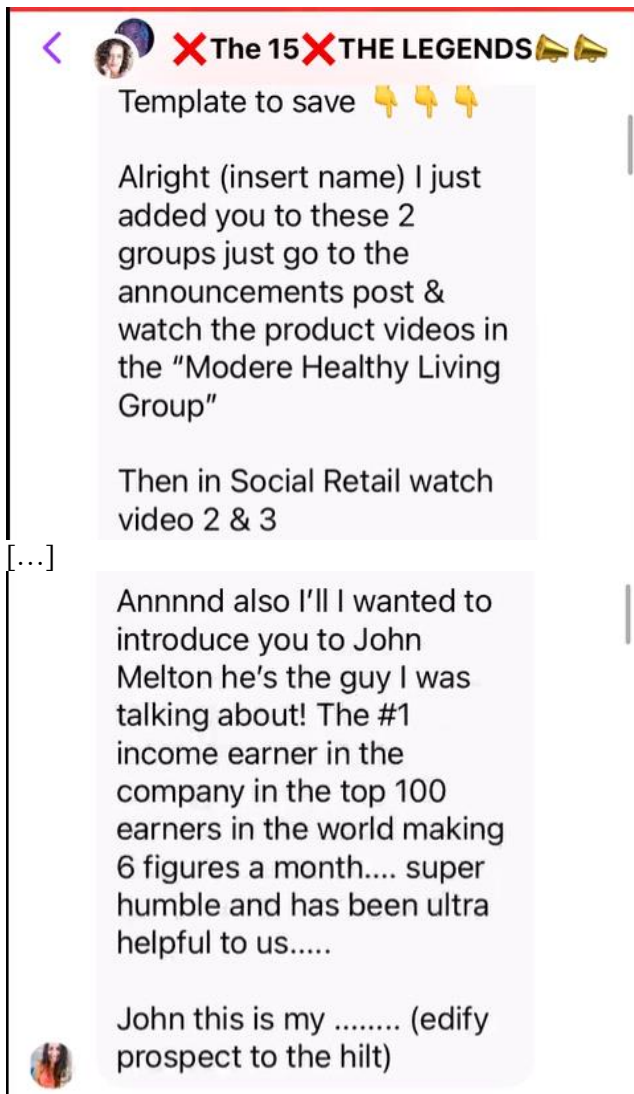 ❌The 15❌THE LEGENDS📣📣
Template to save 👇👇👇
Alright (insert name) I just
added you to these 2
groups just go to the
announcements post &
watch the product videos in
the “Modere Healthy Living
Group”
Then in Social Retail watch
video 2 & 3
[…]
Annnnd also I’ll I wanted to
introduce you to John
Melton he’s the guy I was
talking about! The #1
income earner in the
company in the top 100
earners in the world making
6 figures a month.... super
humble and has been ultra
helpful to us.....
John this is my ........ (edify
prospect to the hilt)